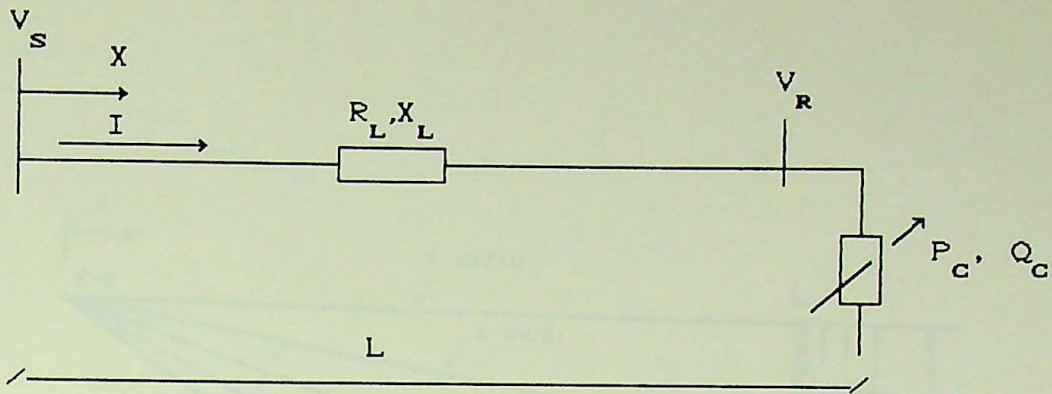 V_S
X
I
R_L, X_L
V_R
P_C, Q_C
L